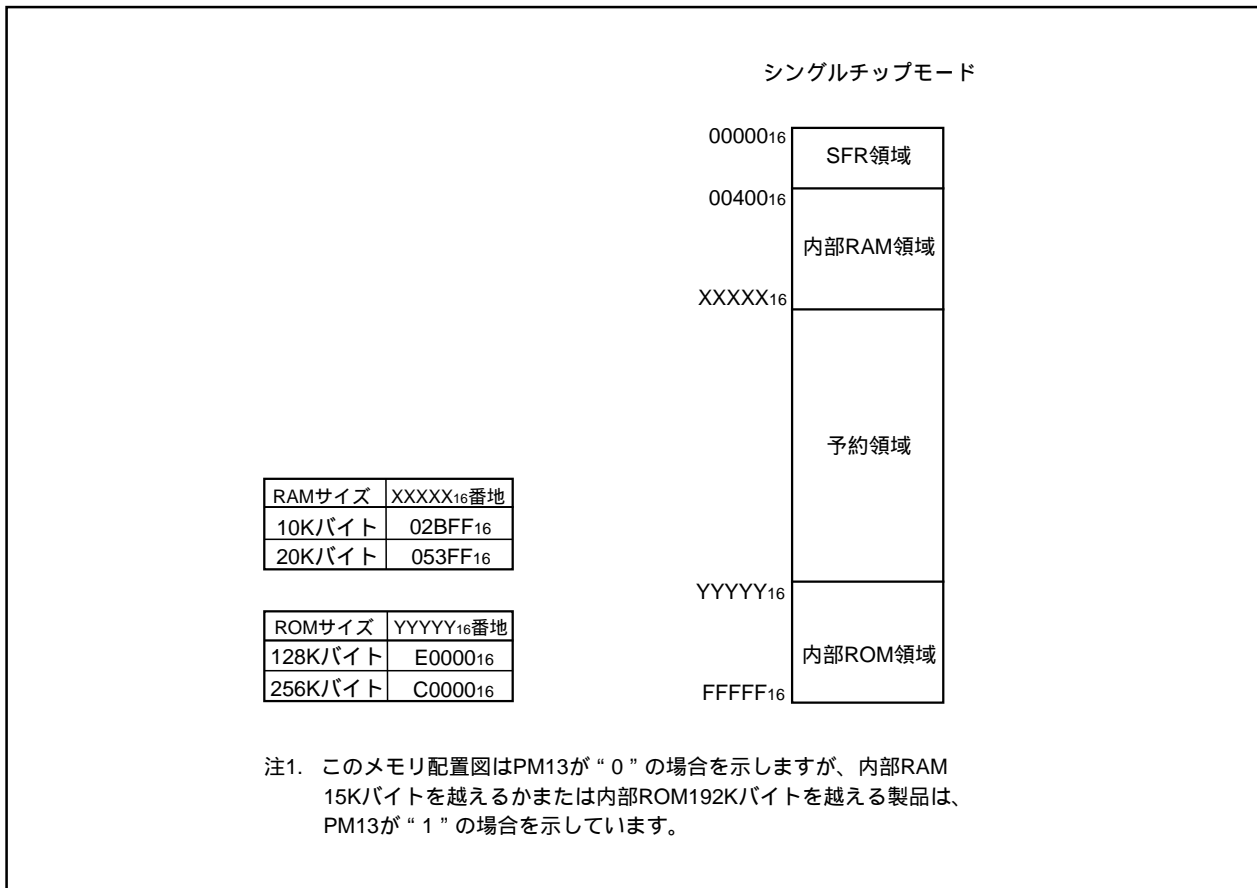 シングルチップモード
0000016
SFR領域
0040016
内部RAM領域
XXXXX16
予約領域
RAMサイズ XXXXX16番地
10Kバイト 02BFF16
20Kバイト 053FF16
YYYYY16
ROMサイズ YYYYY16番地
128Kバイト E000016
256Kバイト C000016
内部ROM領域
FFFFF16
注1. このメモリ配置図はPM13が“0”の場合を示しますが、内部RAM
15Kバイトを越えるかまたは内部ROM192Kバイトを越える製品は、
PM13が“1”の場合を示しています。